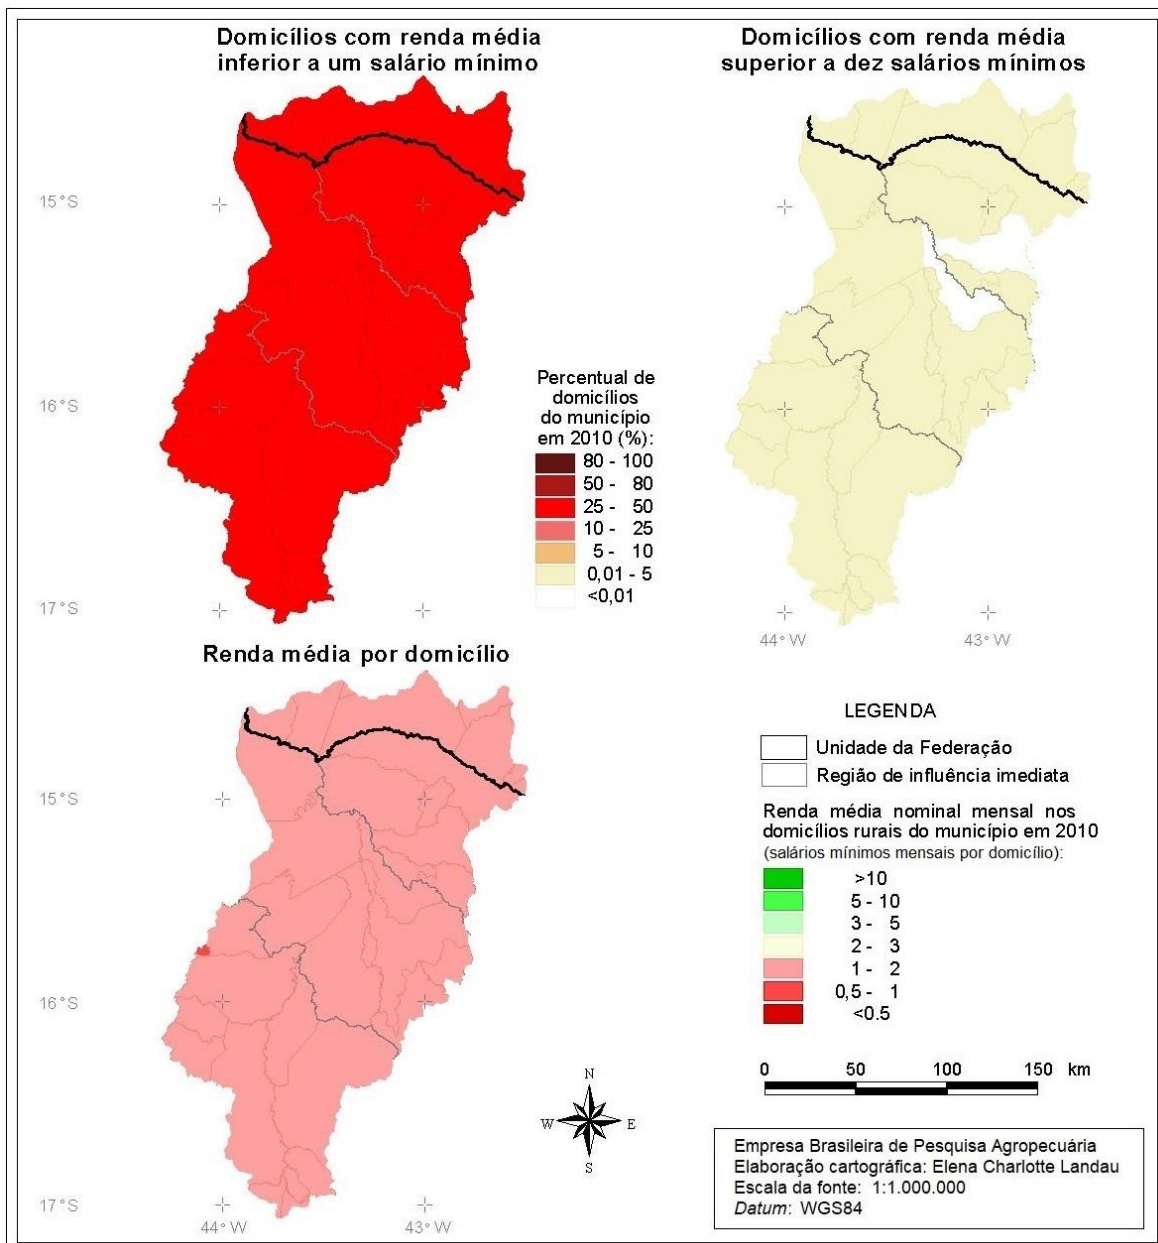 Domicílios com renda média
inferior a um salário mínimo
Domicílios com renda média
superior a dez salários mínimos
15°S
16°S
17°S
Percentual de
domicílios
do município
em 2010 (%):
80 - 100
50 - 80
25 - 50
10 - 25
5 - 10
0,01 - 5
<0,01
44° W
43° W
Renda média por domicílio
15°S
16°S
17°S
44° W
43° W
N
W
E
S
LEGENDA
Unidade da Federação
Região de influência imediata
Renda média nominal mensal nos
domicílios rurais do município em 2010
(salários mínimos mensais por domicílio):
>10
5 - 10
3 - 5
2 - 3
1 - 2
0,5 - 1
<0.5
0 50 100 150 km
Empresa Brasileira de Pesquisa Agropecuária
Elaboração cartográfica: Elena Charlotte Landau
Escala da fonte: 1:1.000.000
Datum: WGS84